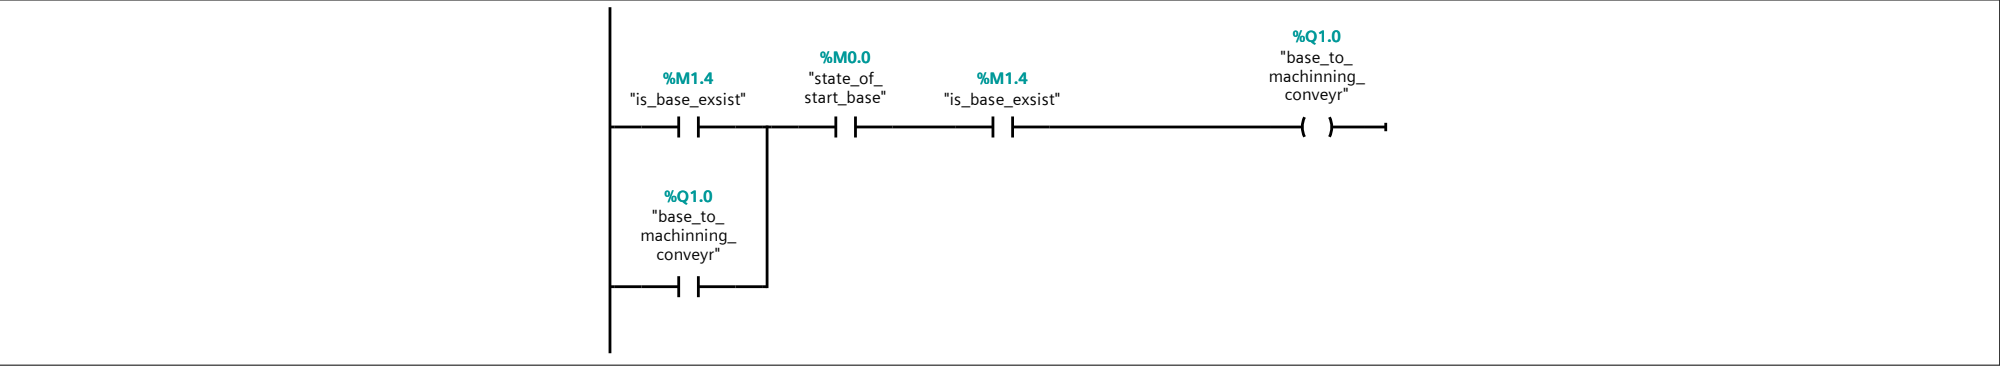 %M1.4
"is_base_exsist"
%M0.0
"state_of_
start_base"
%M1.4
"is_base_exsist"
%Q1.0
"base_to_
machinning_
conveyr"
%Q1.0
"base_to_
machinning_
conveyr"